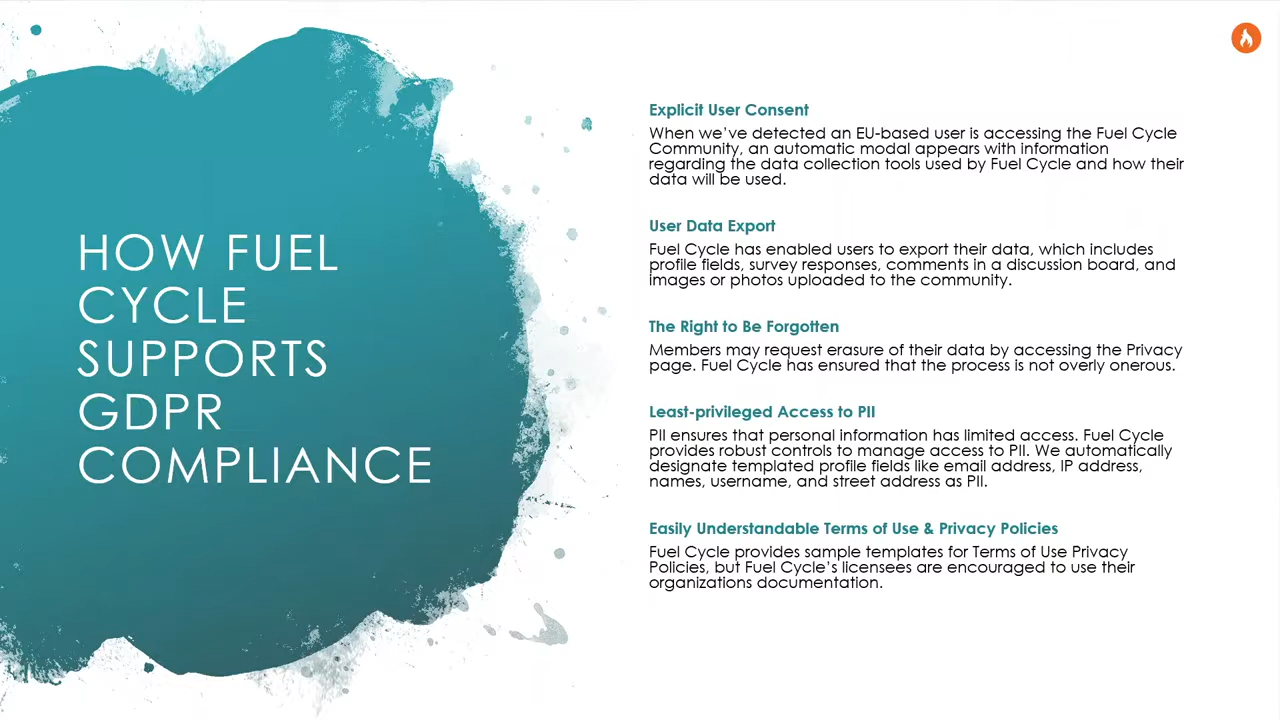 HOW FUEL
CYCLE
SUPPORTS
GDPR
COMPLIANCE
Explicit User Consent
When we've detected an EU-based user is accessing the Fuel Cycle
Community, an automatic modal appears with information
regarding the data collection tools used by Fuel Cycle and how their
data will be used.
User Data Export
Fuel Cycle has enabled users to export their data, which includes
profile fields, survey responses, comments in a discussion board, and
images or photos uploaded to the community.
The Right to Be Forgotten
Members may request erasure of their data by accessing the Privacy
page. Fuel Cycle has ensured that the process is not overly onerous.
Least-privileged Access to PII
PII ensures that personal information has limited access. Fuel Cycle
provides robust controls to manage access to PII. We automatically
designate templated profile fields like email address, IP address,
names, username, and street address as PII.
Easily Understandable Terms of Use & Privacy Policies
Fuel Cycle provides sample templates for Terms of Use Privacy
Policies, but Fuel Cycle's licensees are encouraged to use their
organizations documentation.